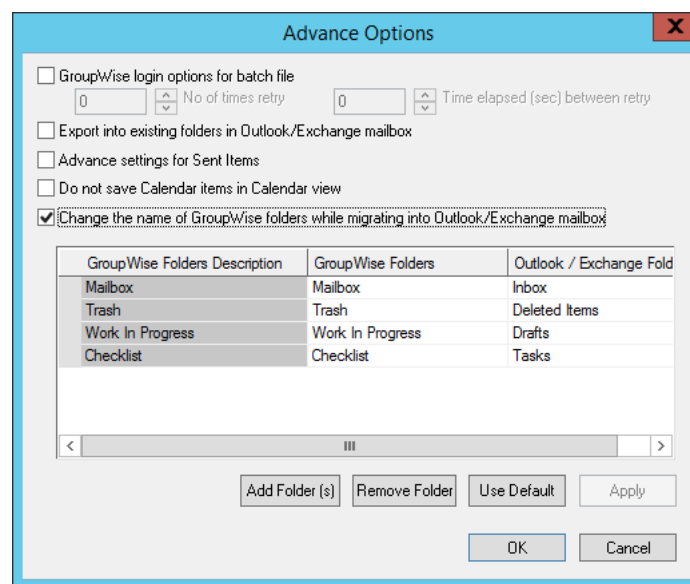 Advance Options
X
GroupWise login options for batch file
0 No of times retry 0 Time elapsed (sec) between retry
Export into existing folders in Outlook/Exchange mailbox
Advance settings for Sent Items
Do not save Calendar items in Calendar view
Change the name of GroupWise folders while migrating into Outlook/Exchange mailbox
GroupWise Folders Description GroupWise Folders Outlook / Exchange Fold
Mailbox Mailbox Inbox
Trash Trash Deleted Items
Work In Progress Work In Progress Drafts
Checklist Checklist Tasks
Add Folder (s) Remove Folder Use Default Apply
OK Cancel